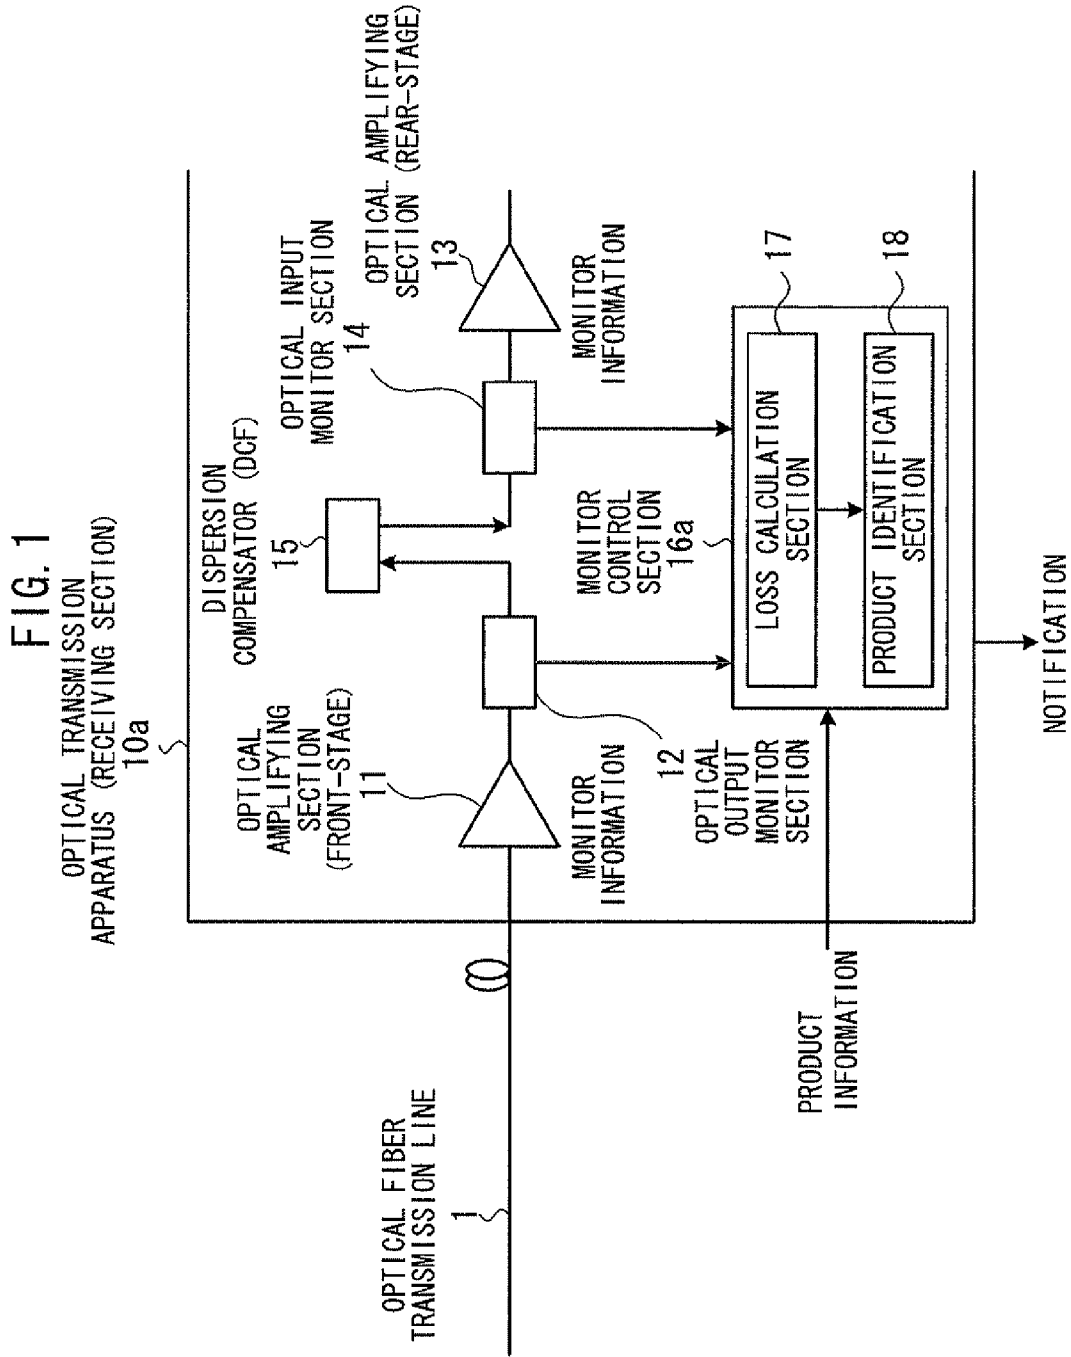 FIG. 1
OPTICAL TRANSMISSION
APPARATUS (RECEIVING SECTION)
10a
DISPERSION
COMPENSATOR (DCF)
15
OPTICAL
AMPLIFYING
SECTION
(FRONT-STAGE)
11
OPTICAL INPUT
MONITOR SECTION
14
OPTICAL AMPLIFYING
SECTION (REAR-STAGE)
13
OPTICAL FIBER
TRANSMISSION LINE
1
MONITOR
INFORMATION
12
OPTICAL
OUTPUT
MONITOR
SECTION
MONITOR
CONTROL
SECTION
16a
MONITOR
INFORMATION
LOSS CALCULATION
SECTION
17
PRODUCT IDENTIFICATION
SECTION
18
PRODUCT
INFORMATION
NOTIFICATION